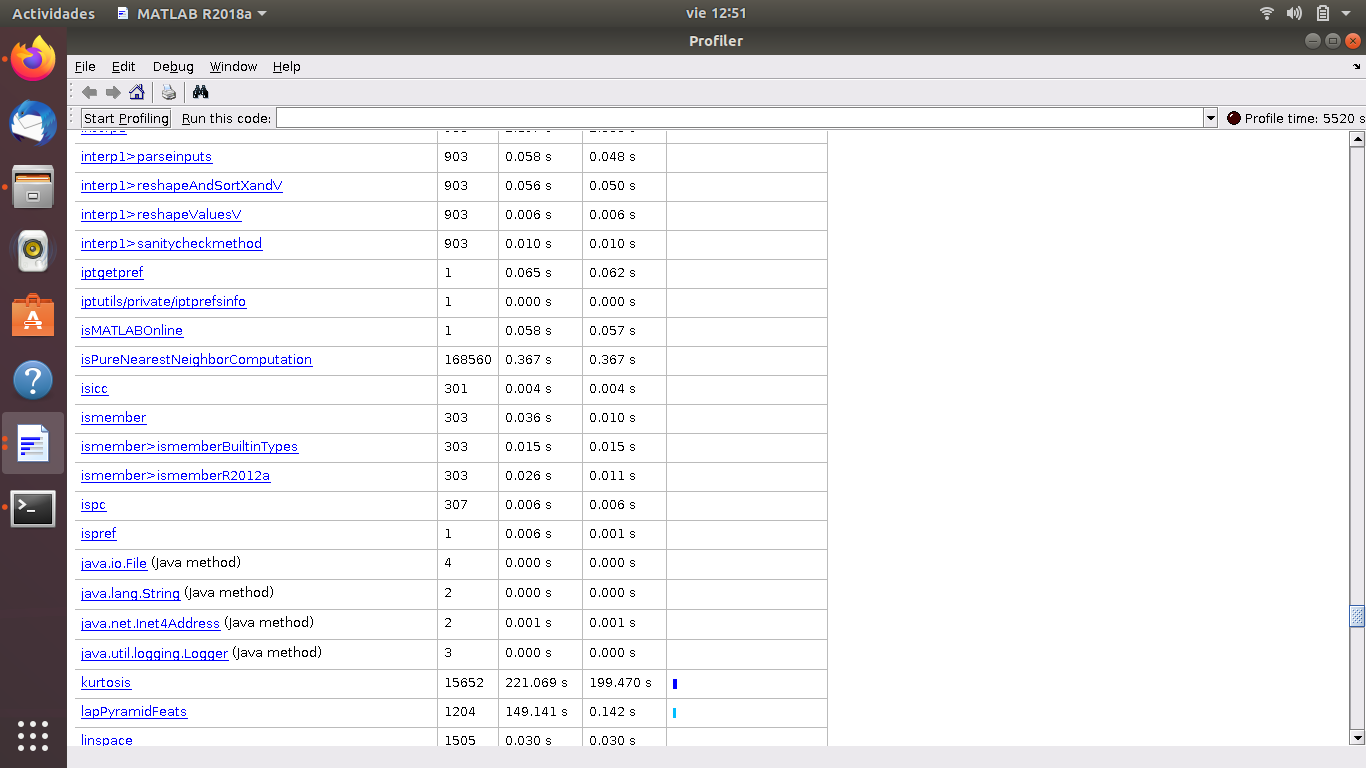 Actividades MATLAB R2018a vie 12:51
Profiler
File Edit Debug Window Help
Start Profiling Run this code: Profile time: 5520 s
interp1>parseinputs 903 0.058 s 0.048 s
interp1>reshapeAndSortXandV 903 0.056 s 0.050 s
interp1>reshapeValuesV 903 0.006 s 0.006 s
interp1>sanitycheckmethod 903 0.010 s 0.010 s
iptgetpref 1 0.065 s 0.062 s
iptutils/private/iptprefsinfo 1 0.000 s 0.000 s
isMATLABOnline 1 0.058 s 0.057 s
isPureNearestNeighborComputation 168560 0.367 s 0.367 s
isicc 301 0.004 s 0.004 s
ismember 303 0.036 s 0.010 s
ismember>ismemberBuiltinTypes 303 0.015 s 0.015 s
ismember>ismemberR2012a 303 0.026 s 0.011 s
ispc 307 0.006 s 0.006 s
ispref 1 0.006 s 0.001 s
java.io.File (Java method) 4 0.000 s 0.000 s
java.lang.String (Java method) 2 0.000 s 0.000 s
java.net.Inet4Address (Java method) 2 0.001 s 0.001 s
java.util.logging.Logger (Java method) 3 0.000 s 0.000 s
kurtosis 15652 221.069 s 199.470 s
lapPyramidFeats 1204 149.141 s 0.142 s
linspace 1505 0.030 s 0.030 s